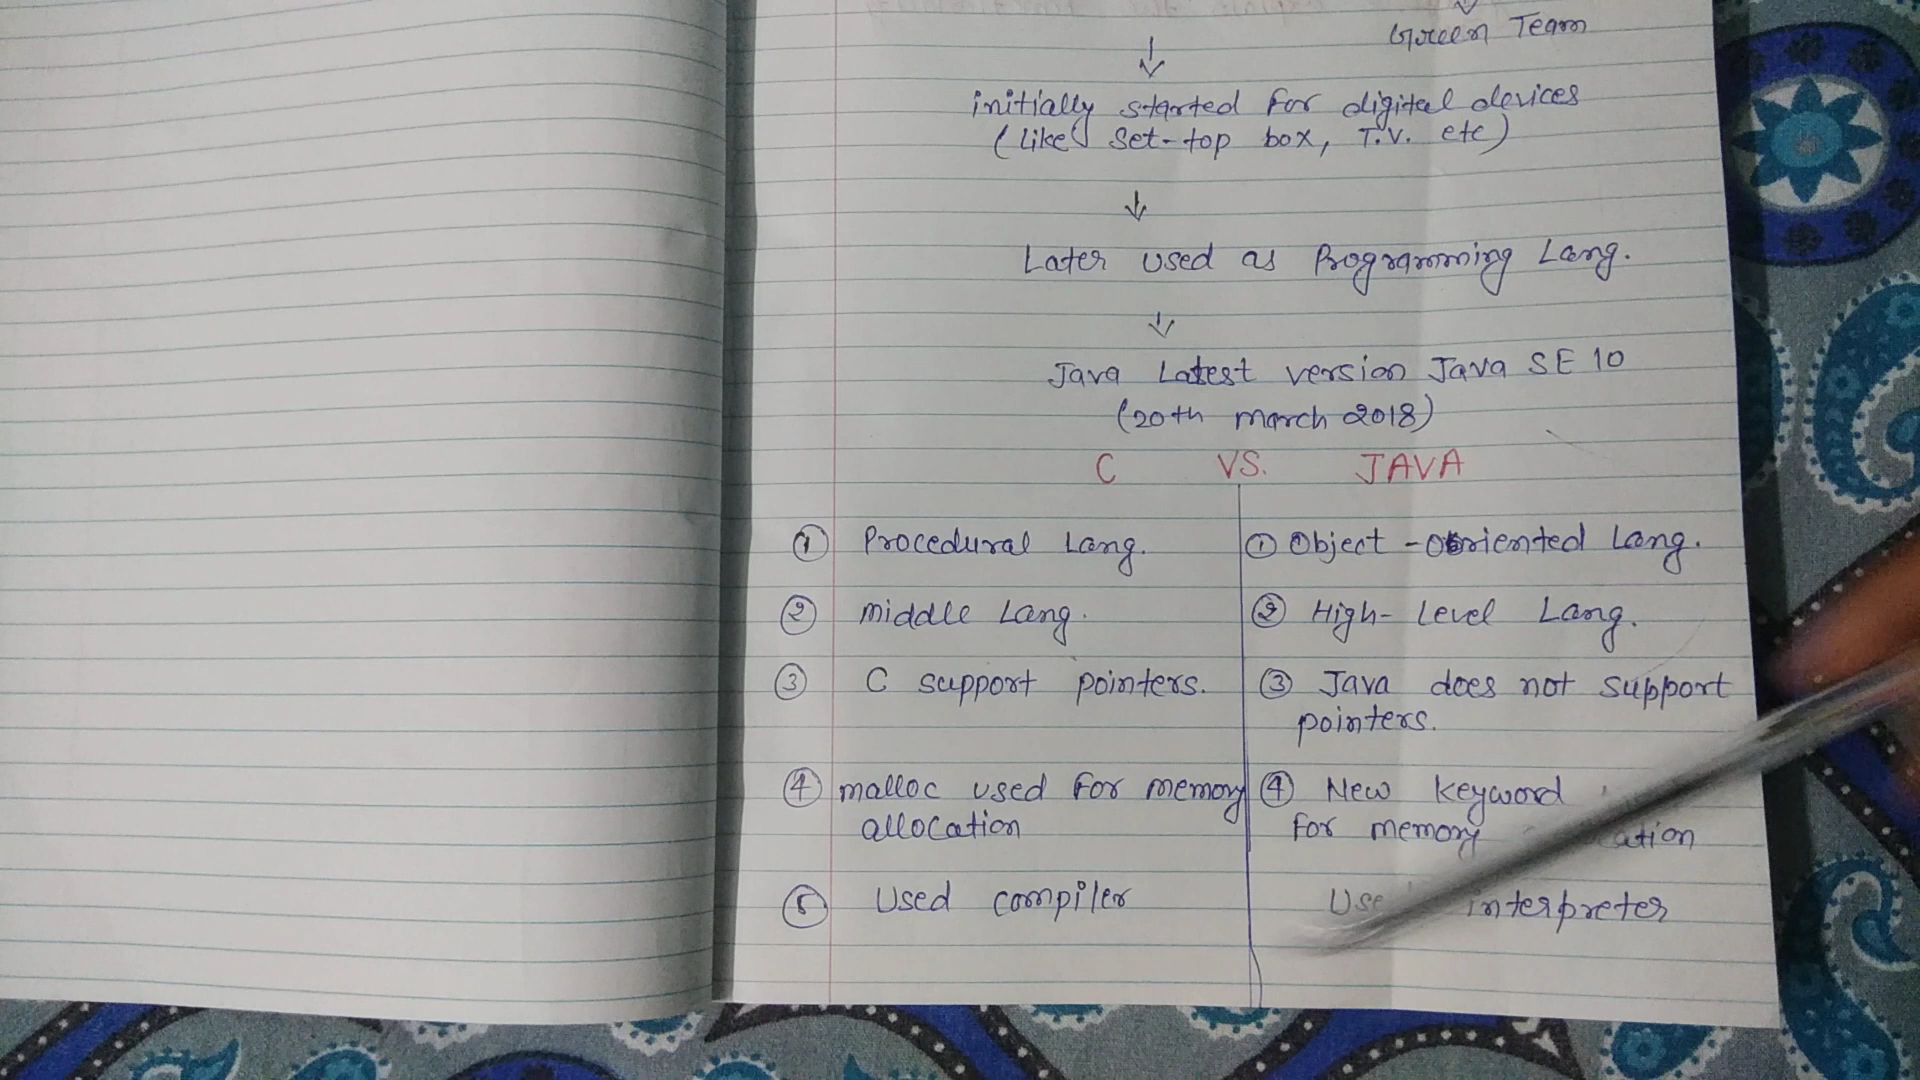 Green Team
↓
initially started for digital devices
(like Set-top box, T.V. etc)
↓
Later used as Programming Lang.
↓
Java Latest version Java SE 10
(20th march 2018)
C VS. JAVA
① Procedural Lang. ① Object-oriented Lang.
② middle Lang. ② High-Level Lang.
③ C support pointers. ③ Java does not support
pointers.
④ malloc used for memory ④ New keyword
allocation for memory
⑤ Used compiler interpreter